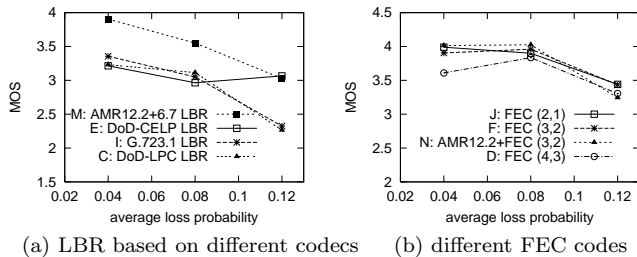 4
3.5
3
2.5
2
1.5
MOS
M: AMR12.2+6.7 LBR
E: DoD-CELP LBR
I: G.723.1 LBR
C: DoD-LPC LBR
0.02 0.04 0.06 0.08 0.10 0.12
average loss probability
(a) LBR based on different codecs
4.5
4
3.5
3
2.5
2
MOS
J: FEC (2,1)
F: FEC (3,2)
N: AMR12.2+FEC (3,2)
D: FEC (4,3)
0.02 0.04 0.06 0.08 0.10 0.12
average loss probability
(b) different FEC codes